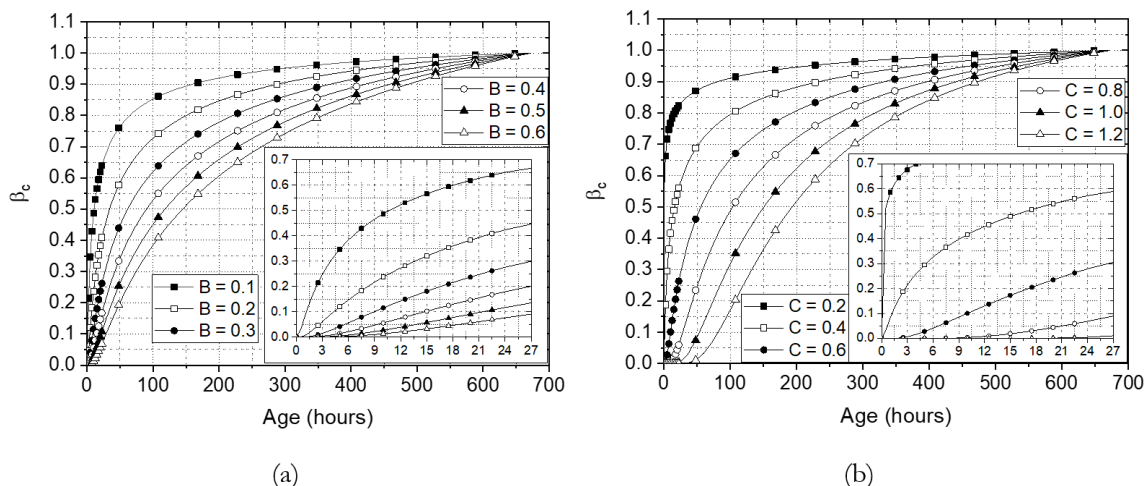 1.1
1.0
0.9
0.8
0.7
0.6
0.5
0.4
0.3
0.2
0.1
0.0
βc
0 100 200 300 400 500 600 700
Age (hours)
B = 0.4
B = 0.5
B = 0.6
B = 0.1
B = 0.2
B = 0.3
0.7
0.6
0.5
0.4
0.3
0.2
0.1
0.0
0 3 6 9 12 15 18 21 24 27
(a)
1.1
1.0
0.9
0.8
0.7
0.6
0.5
0.4
0.3
0.2
0.1
0.0
βc
0 100 200 300 400 500 600 700
Age (hours)
C = 0.8
C = 1.0
C = 1.2
C = 0.2
C = 0.4
C = 0.6
0.7
0.6
0.5
0.4
0.3
0.2
0.1
0.0
0 3 6 9 12 15 18 21 24 27
(b)